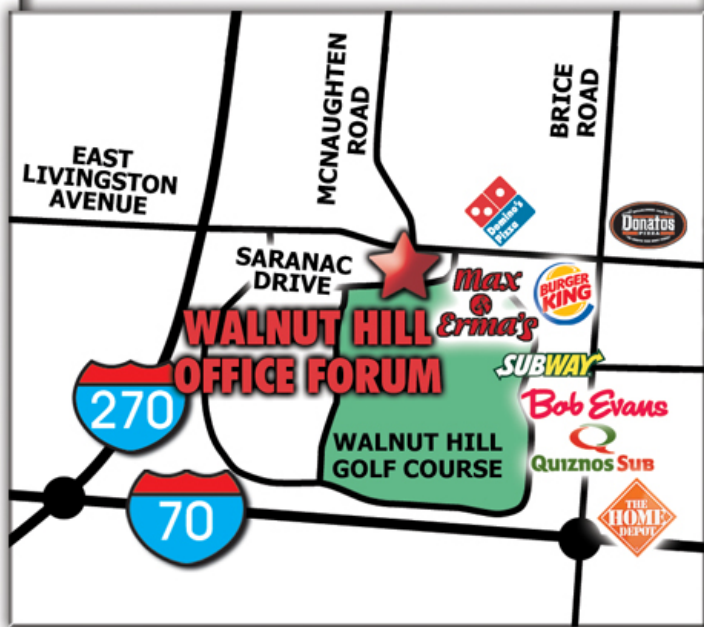 MCNAUGHTEN
ROAD
BRICE
ROAD
EAST
LIVINGSTON
AVENUE
Domino's
Pizza
Donatos
PIZZA
SARANAC
DRIVE
Max
&
Erma's
BURGER
KING
WALNUT HILL
OFFICE FORUM
SUBWAY
270
Bob Evans
WALNUT HILL
GOLF COURSE
Q
QUIZNOS SUB
70
THE
HOME
DEPOT